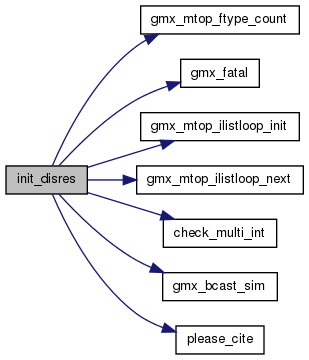 gmx_mtop_ftype_count
gmx_fatal
gmx_mtop_ilistloop_init
init_disres
gmx_mtop_ilistloop_next
check_multi_int
gmx_bcast_sim
please_cite